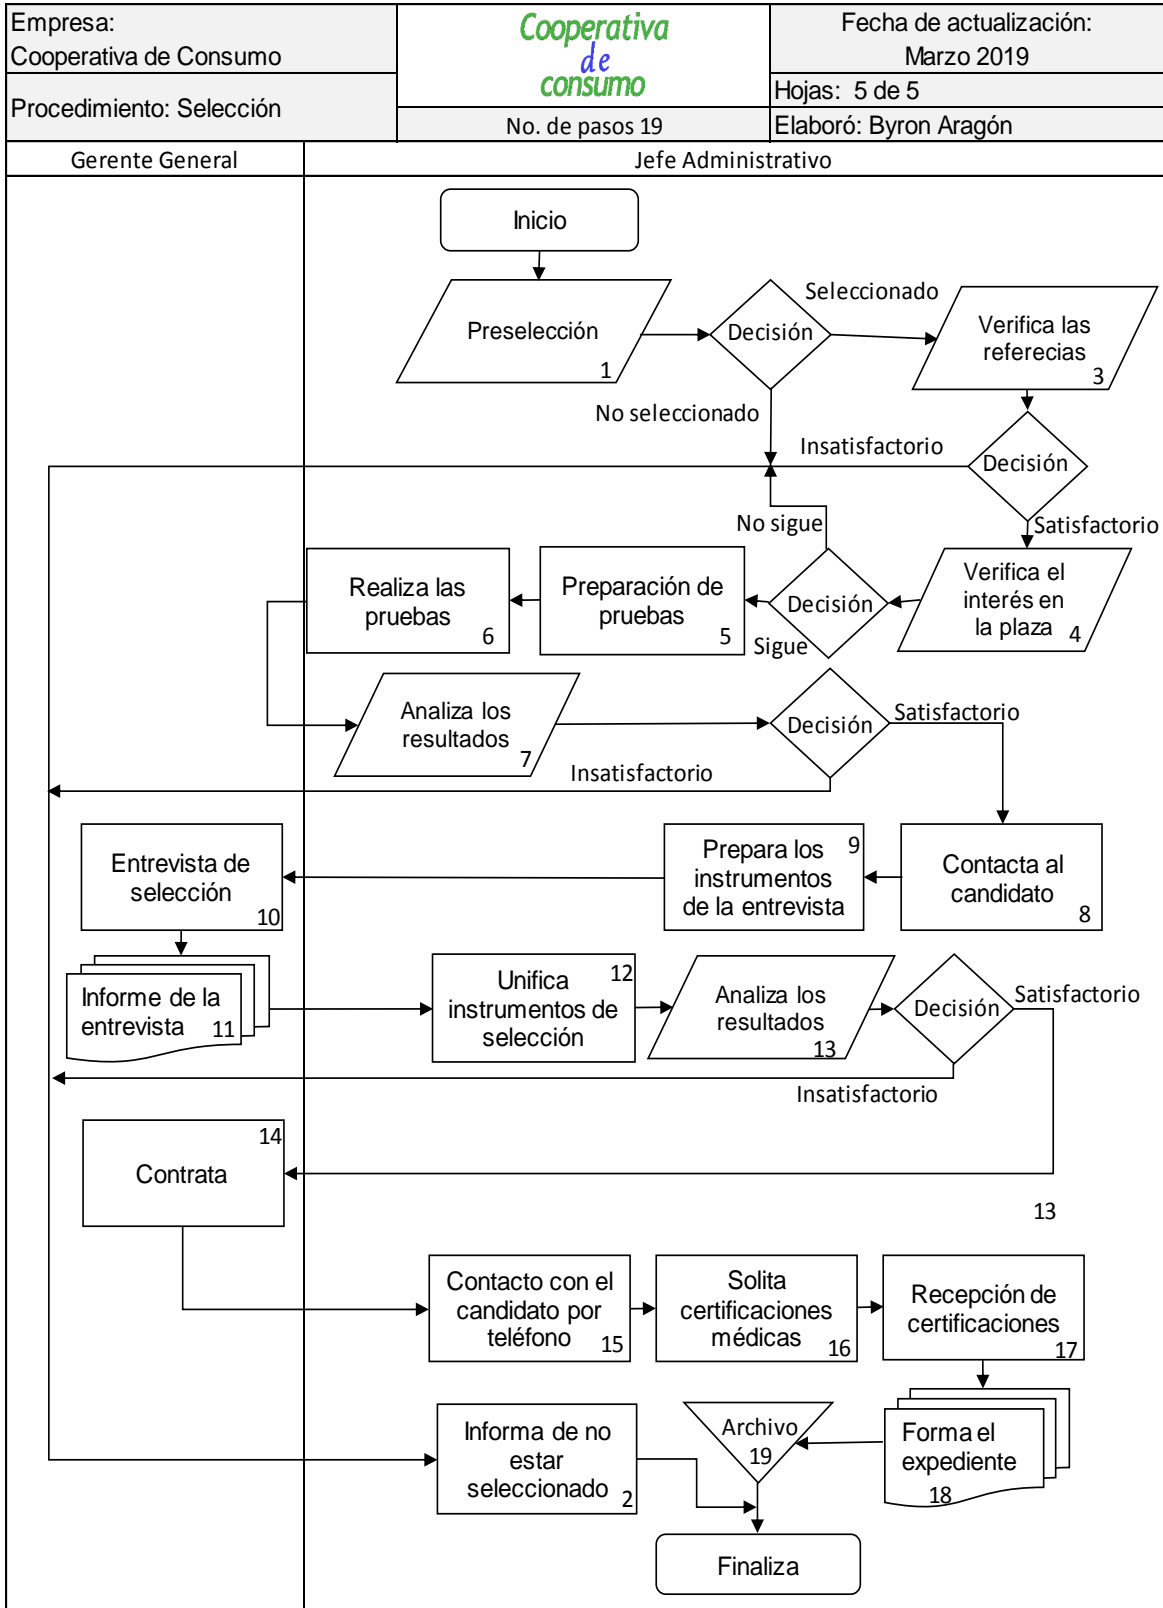 Empresa:
Cooperativa de Consumo
Procedimiento: Selección
Cooperativa
de
consumo
No. de pasos 19
Fecha de actualización:
Marzo 2019
Hojas: 5 de 5
Elaboró: Byron Aragón
Gerente General
Jefe Administrativo
Inicio
Preselección
1
Decisión
Seleccionado
Verifica las
referecias
3
No seleccionado
Insatisfactorio
Decisión
Satisfactorio
No sigue
Realiza las
pruebas
6
Preparación de
pruebas
5
Decisión
Sigue
Verifica el
interés en
la plaza
4
Analiza los
resultados
7
Decisión
Satisfactorio
Insatisfactorio
Entrevista de
selección
10
Prepara los
instrumentos
de la entrevista
9
Contacta al
candidato
8
Informe de la
entrevista
11
Unifica
instrumentos de
selección
12
Analiza los
resultados
13
Decisión
Satisfactorio
Insatisfactorio
14
Contrata
13
Contacto con el
candidato por
teléfono
15
Solita
certificaciones
médicas
16
Recepción de
certificaciones
17
Informa de no
estar
seleccionado
2
Archivo
19
Forma el
expediente
18
Finaliza